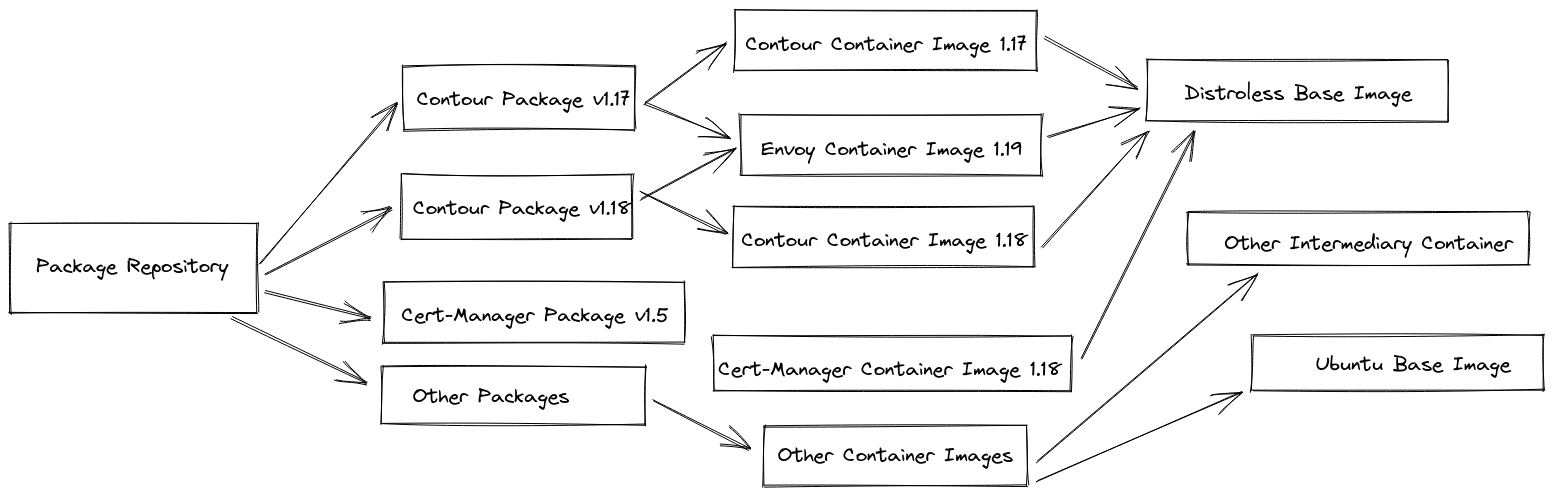 Package Repository
Contour Package v1.17
Contour Package v1.18
Cert-Manager Package v1.5
Other Packages
Contour Container Image 1.17
Envoy Container Image 1.19
Contour Container Image 1.18
Cert-Manager Container Image 1.18
Other Container Images
Distroless Base Image
Other Intermediary Container
Ubuntu Base Image